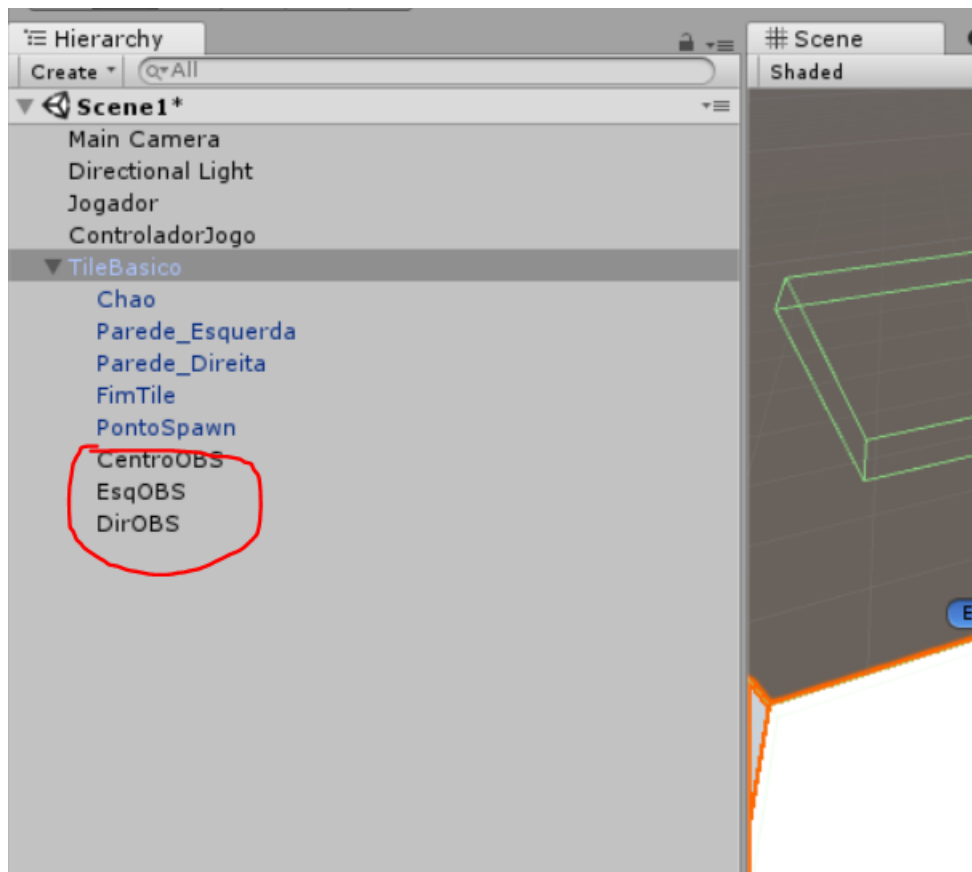 Hierarchy
Create
All
Scene1*
Main Camera
Directional Light
Jogador
ControladorJogo
TileBasico
Chao
Parede_Esquerda
Parede_Direita
FimTile
PontoSpawn
CentroOBS
EsqOBS
DirOBS
Scene
Shaded
E